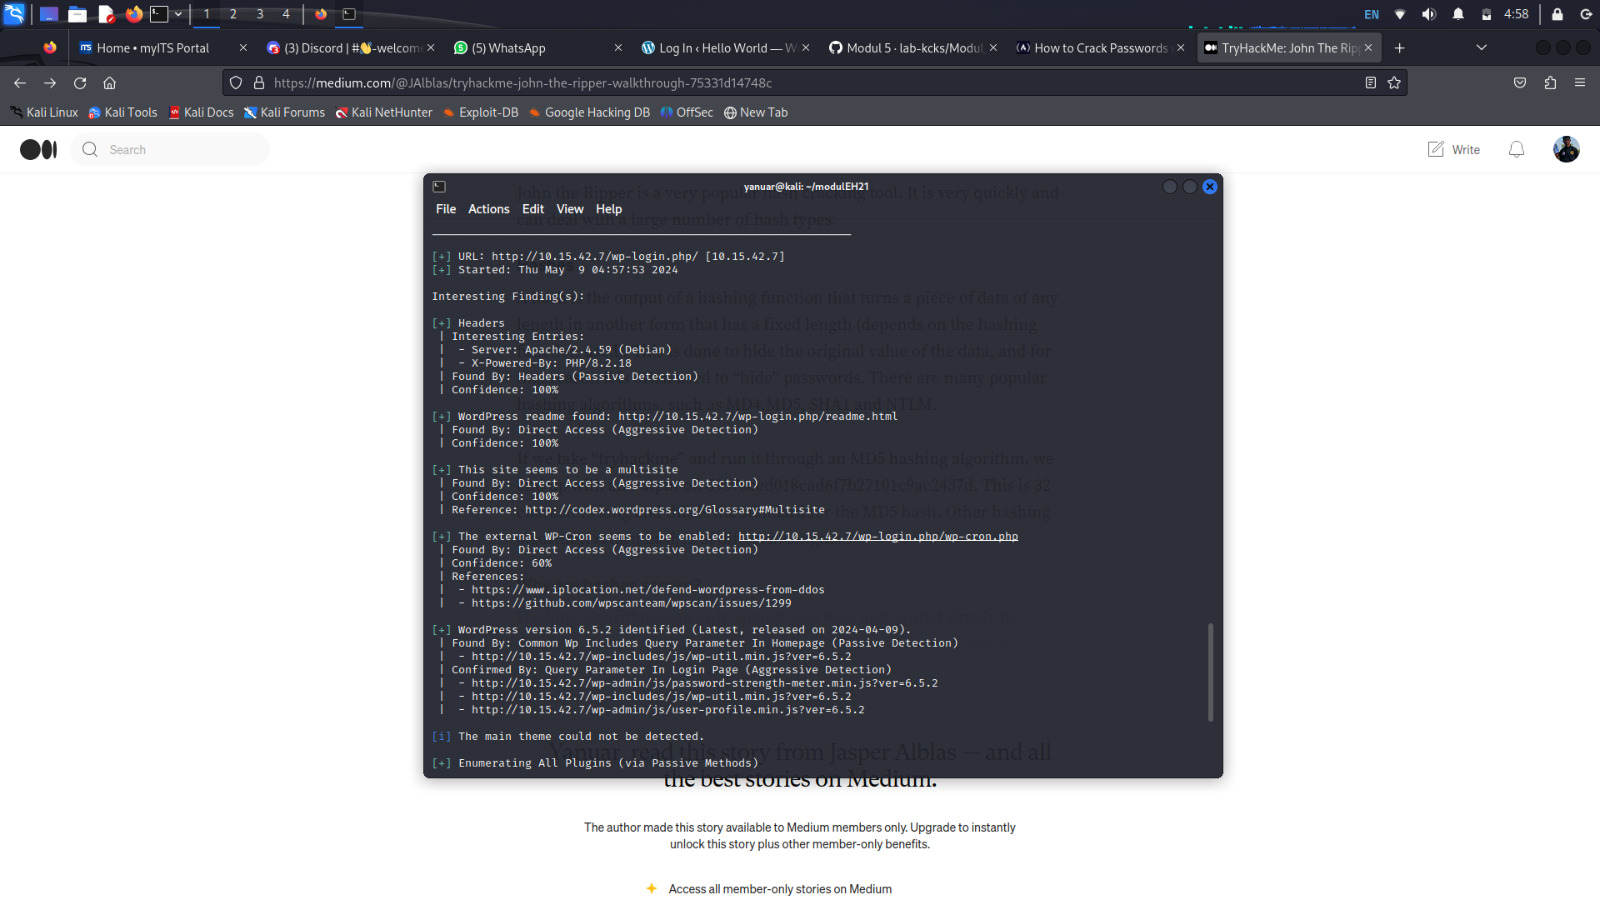 1 2 3 4 EN 4:58
Home • myITS Portal
(3) Discord | #👋-welcom
(5) WhatsApp
Log In ‹ Hello World — W
Modul 5 · lab-kcks/Modul
How to Crack Passwords
TryHackMe: John The Rip
https://medium.com/@JAlblas/tryhackme-john-the-ripper-walkthrough-75331d14748c
Kali Linux Kali Tools Kali Docs Kali Forums Kali NetHunter Exploit-DB Google Hacking DB OffSec New Tab
Search
Write
yanuar@kali: ~/modulEH21
File Actions Edit View Help
[+] URL: http://10.15.42.7/wp-login.php/ [10.15.42.7]
[+] Started: Thu May  9 04:57:53 2024
Interesting Finding(s):
[+] Headers
| Interesting Entries:
|  - Server: Apache/2.4.59 (Debian)
|  - X-Powered-By: PHP/8.2.18
| Found By: Headers (Passive Detection)
| Confidence: 100%
[+] WordPress readme found: http://10.15.42.7/wp-login.php/readme.html
| Found By: Direct Access (Aggressive Detection)
| Confidence: 100%
[+] This site seems to be a multisite
| Found By: Direct Access (Aggressive Detection)
| Confidence: 100%
| Reference: http://codex.wordpress.org/Glossary#Multisite
[+] The external WP-Cron seems to be enabled: http://10.15.42.7/wp-login.php/wp-cron.php
| Found By: Direct Access (Aggressive Detection)
| Confidence: 60%
| References:
|  - https://www.iplocation.net/defend-wordpress-from-ddos
|  - https://github.com/wpscanteam/wpscan/issues/1299
[+] WordPress version 6.5.2 identified (Latest, released on 2024-04-09).
| Found By: Common Wp Includes Query Parameter In Homepage (Passive Detection)
|  - http://10.15.42.7/wp-includes/js/wp-util.min.js?ver=6.5.2
| Confirmed By: Query Parameter In Login Page (Aggressive Detection)
|  - http://10.15.42.7/wp-admin/js/password-strength-meter.min.js?ver=6.5.2
|  - http://10.15.42.7/wp-includes/js/wp-util.min.js?ver=6.5.2
|  - http://10.15.42.7/wp-admin/js/user-profile.min.js?ver=6.5.2
[i] The main theme could not be detected.
[+] Enumerating All Plugins (via Passive Methods)
Yanuar, read this story from Jasper Alblas — and all
the best stories on Medium.
The author made this story available to Medium members only. Upgrade to instantly
unlock this story plus other member-only benefits.
Access all member-only stories on Medium